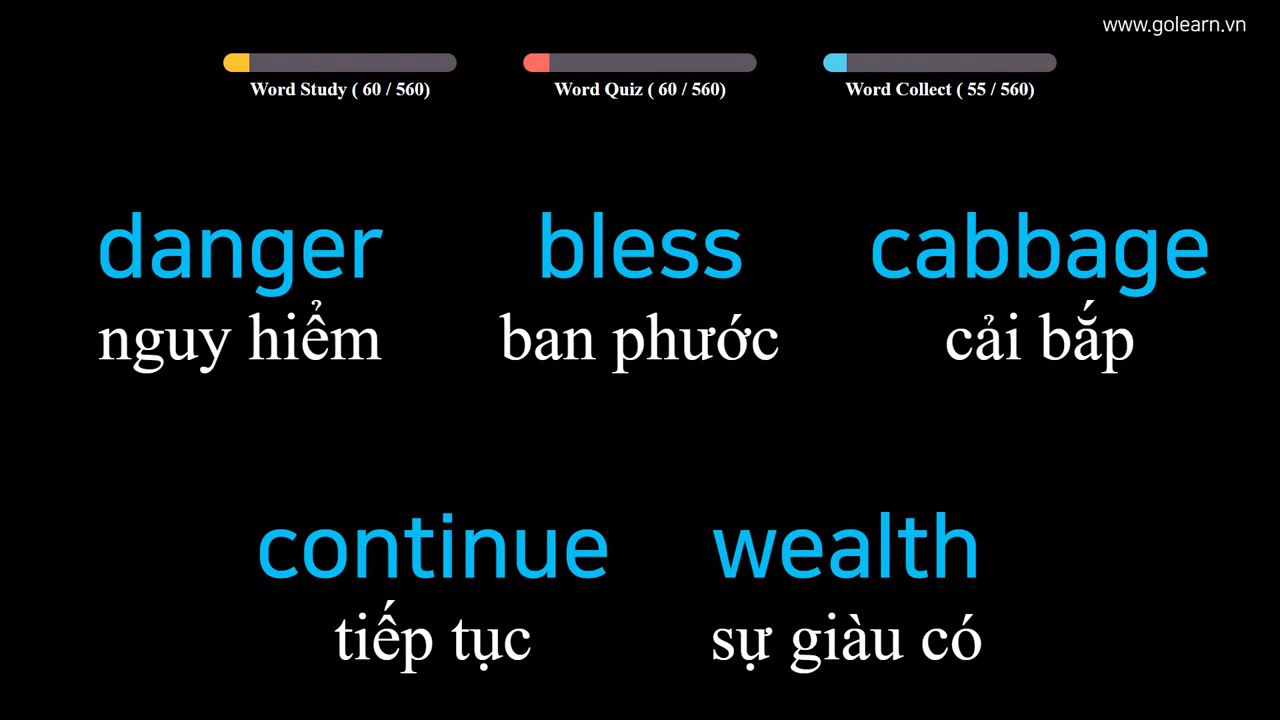 www.golearn.vn
Word Study ( 60 / 560)
Word Quiz ( 60 / 560)
Word Collect ( 55 / 560)
danger
nguy hiểm
bless
ban phước
cabbage
cải bắp
continue
tiếp tục
wealth
sự giàu có